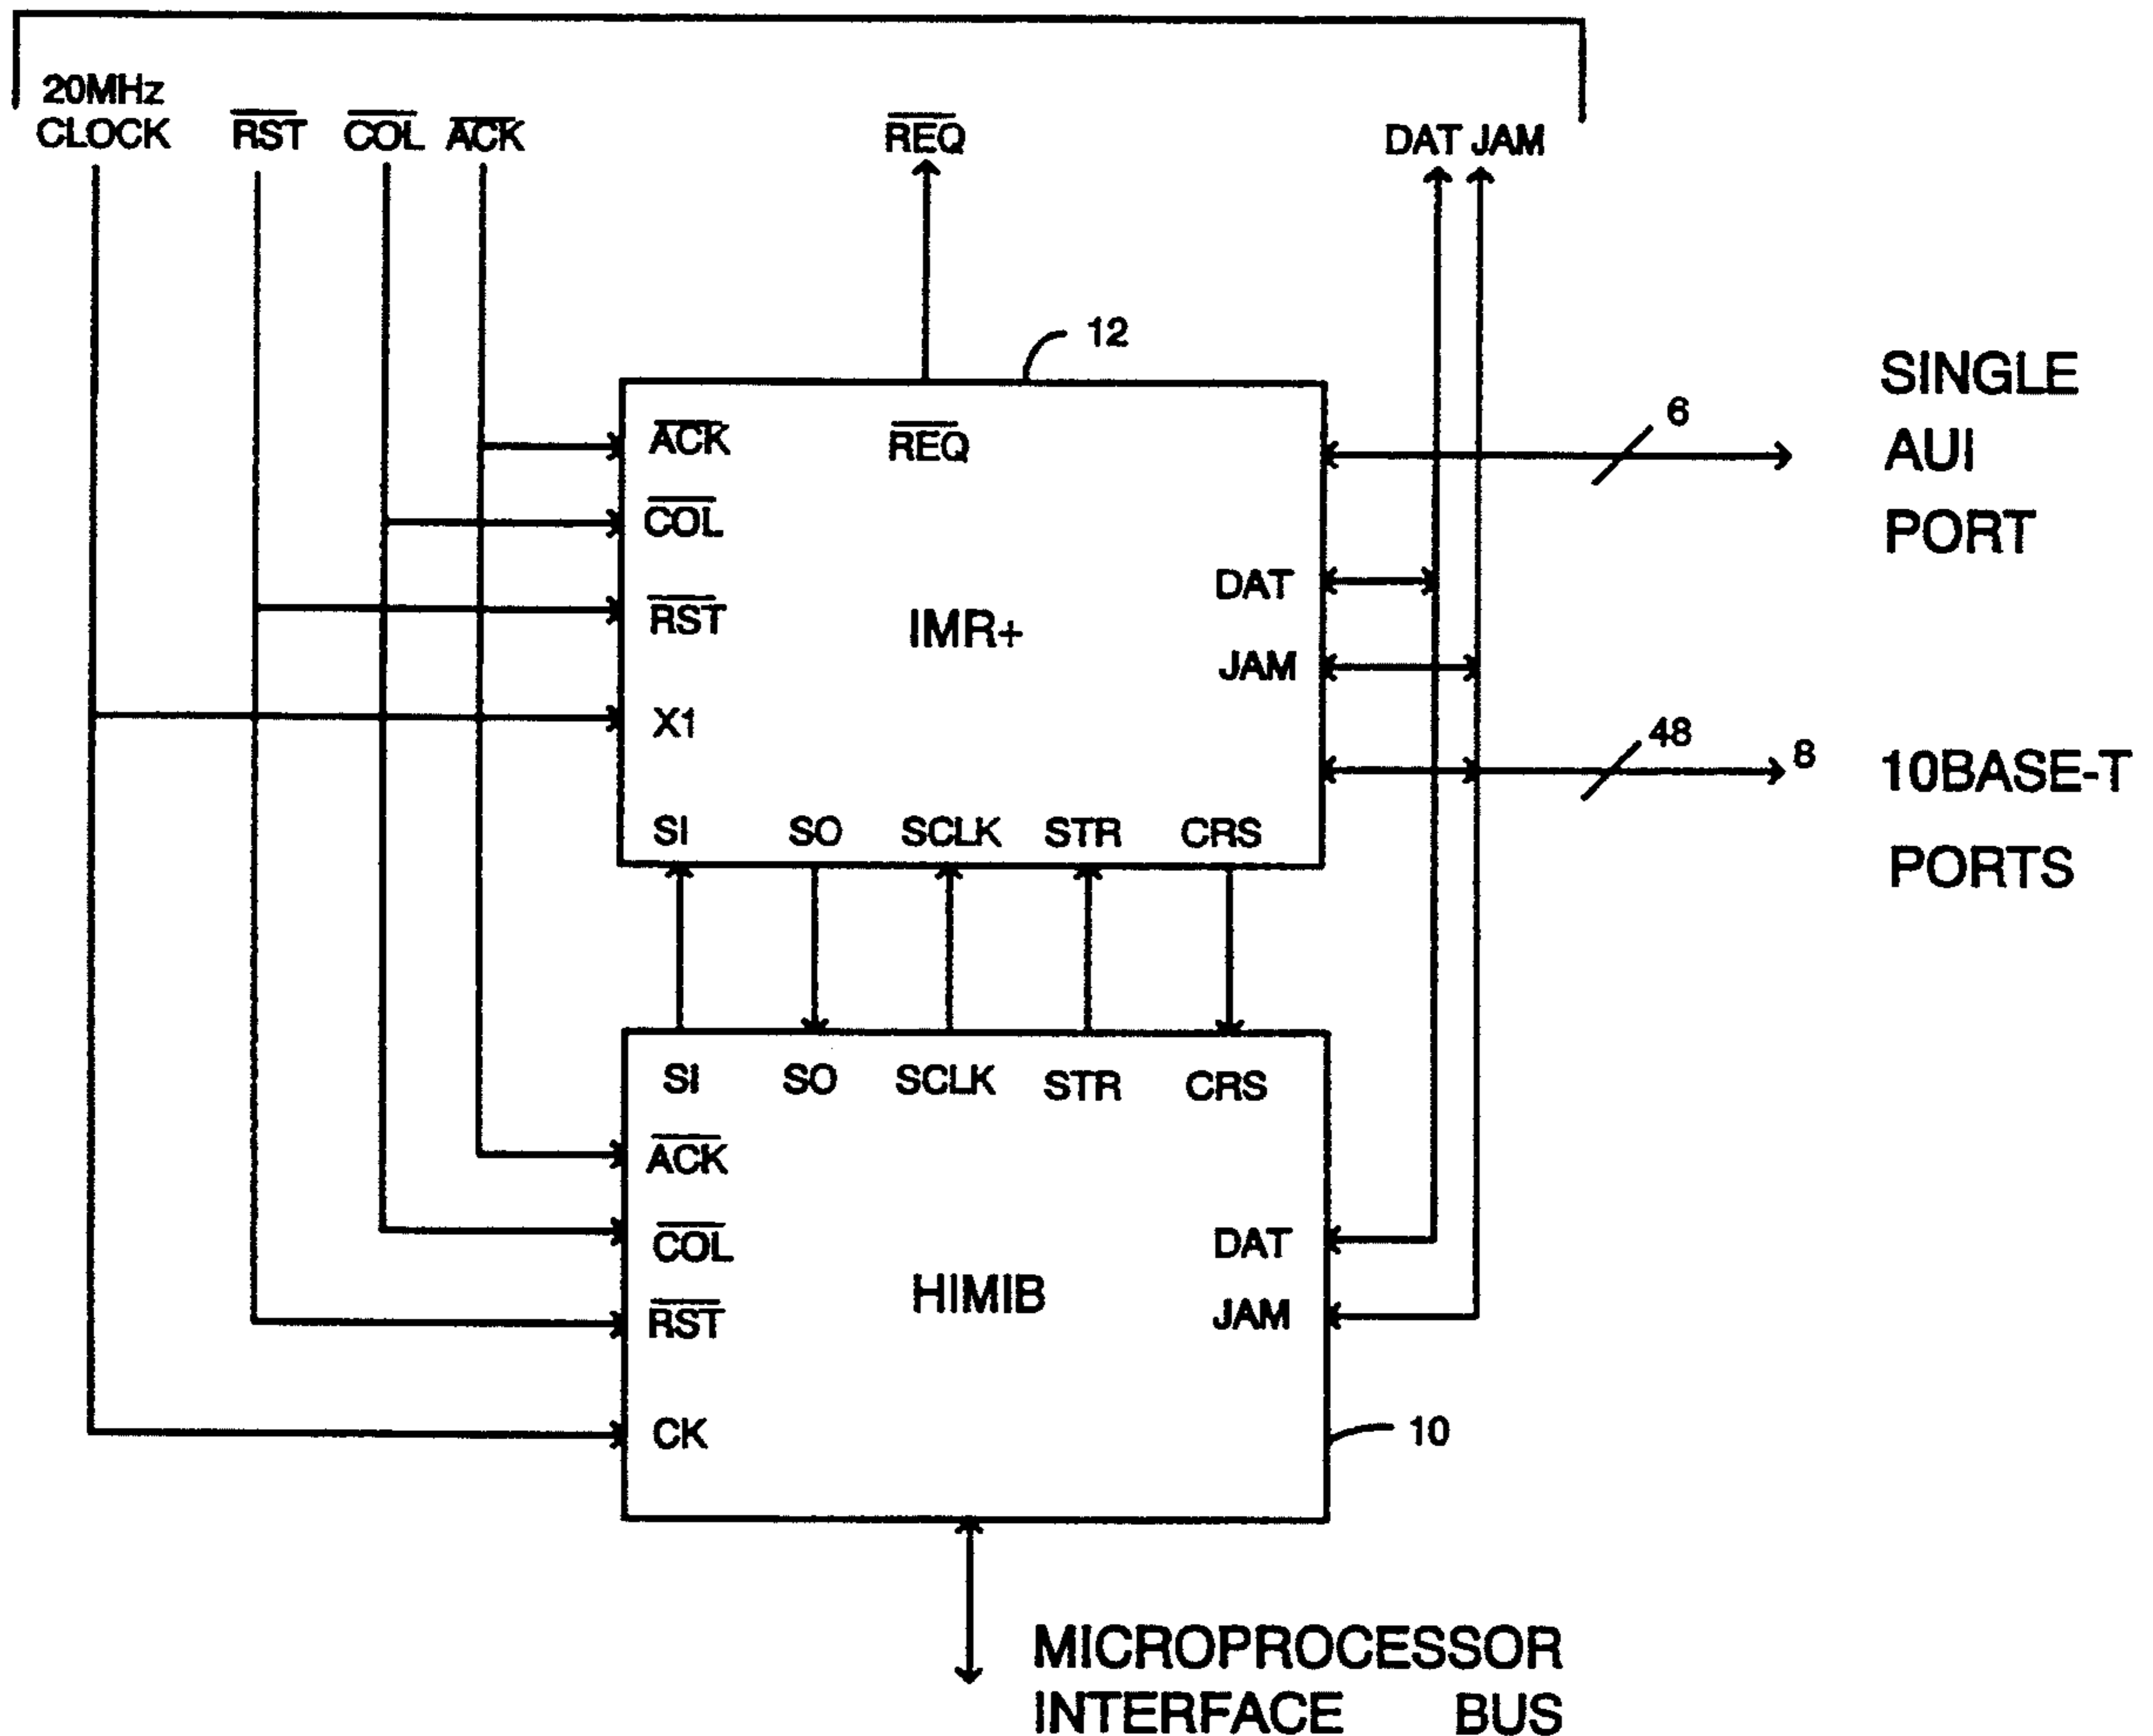 20MHz
CLOCK
RST
COL
ACK
REQ
DAT JAM
12
SINGLE
AUI
PORT
6
ACK
REQ
COL
DAT
RST
IMR+
JAM
X1
48
8
10BASE-T
PORTS
SI SO SCLK STR CRS
SI SO SCLK STR CRS
ACK
COL
DAT
HIMIB
RST
JAM
CK
10
MICROPROCESSOR
INTERFACE BUS